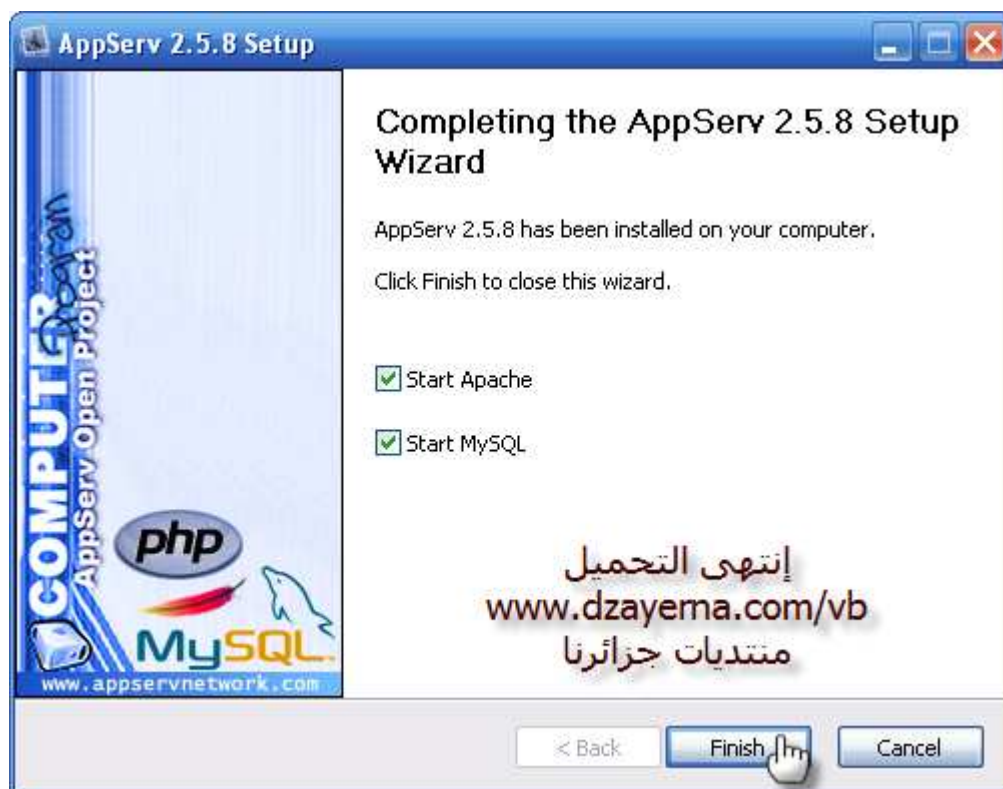 AppServ 2.5.8 Setup
Completing the AppServ 2.5.8 Setup
Wizard
AppServ 2.5.8 has been installed on your computer.
Click Finish to close this wizard.
Start Apache
Start MySQL
COMPUTER
Program
AppServ Open Project
php
MySQL
www.appservnetwork.com
إنتهى التحميل
www.dzayerna.com/vb
منتديات جزائرنا
< Back
Finish
Cancel